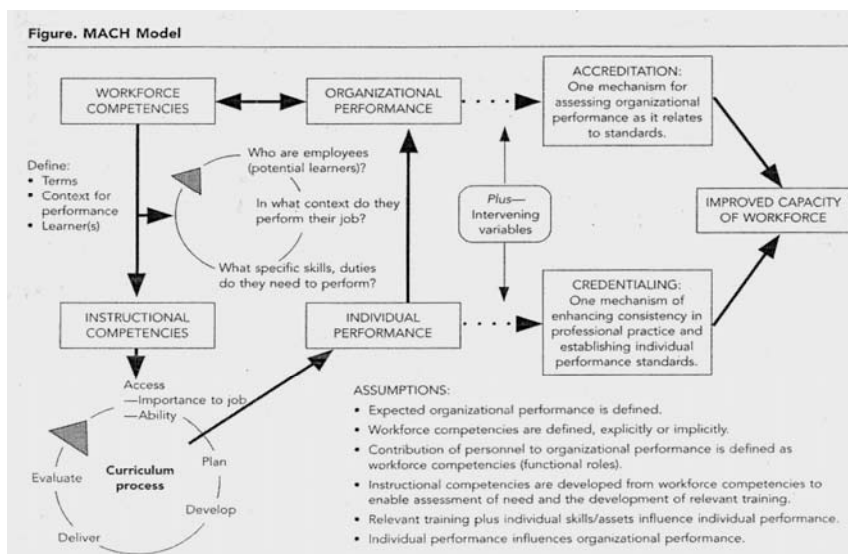 Figure. MACH Model
WORKFORCE
COMPETENCIES
ORGANIZATIONAL
PERFORMANCE
ACCREDITATION:
One mechanism for
assessing organizational
performance as it relates
to standards.
Define:
• Terms
• Context for
performance
• Learner(s)
Who are employees
(potential learners)?
In what context do they
perform their job?
What specific skills, duties
do they need to perform?
Plus—
Intervening
variables
IMPROVED CAPACITY
OF WORKFORCE
INSTRUCTIONAL
COMPETENCIES
INDIVIDUAL
PERFORMANCE
CREDENTIALING:
One mechanism of
enhancing consistency in
professional practice and
establishing individual
performance standards.
Access
—Importance to job
—Ability
Plan
Develop
Deliver
Evaluate
Curriculum
process
ASSUMPTIONS:
• Expected organizational performance is defined.
• Workforce competencies are defined, explicitly or implicitly.
• Contribution of personnel to organizational performance is defined as
workforce competencies (functional roles).
• Instructional competencies are developed from workforce competencies to
enable assessment of need and the development of relevant training.
• Relevant training plus individual skills/assets influence individual performance.
• Individual performance influences organizational performance.